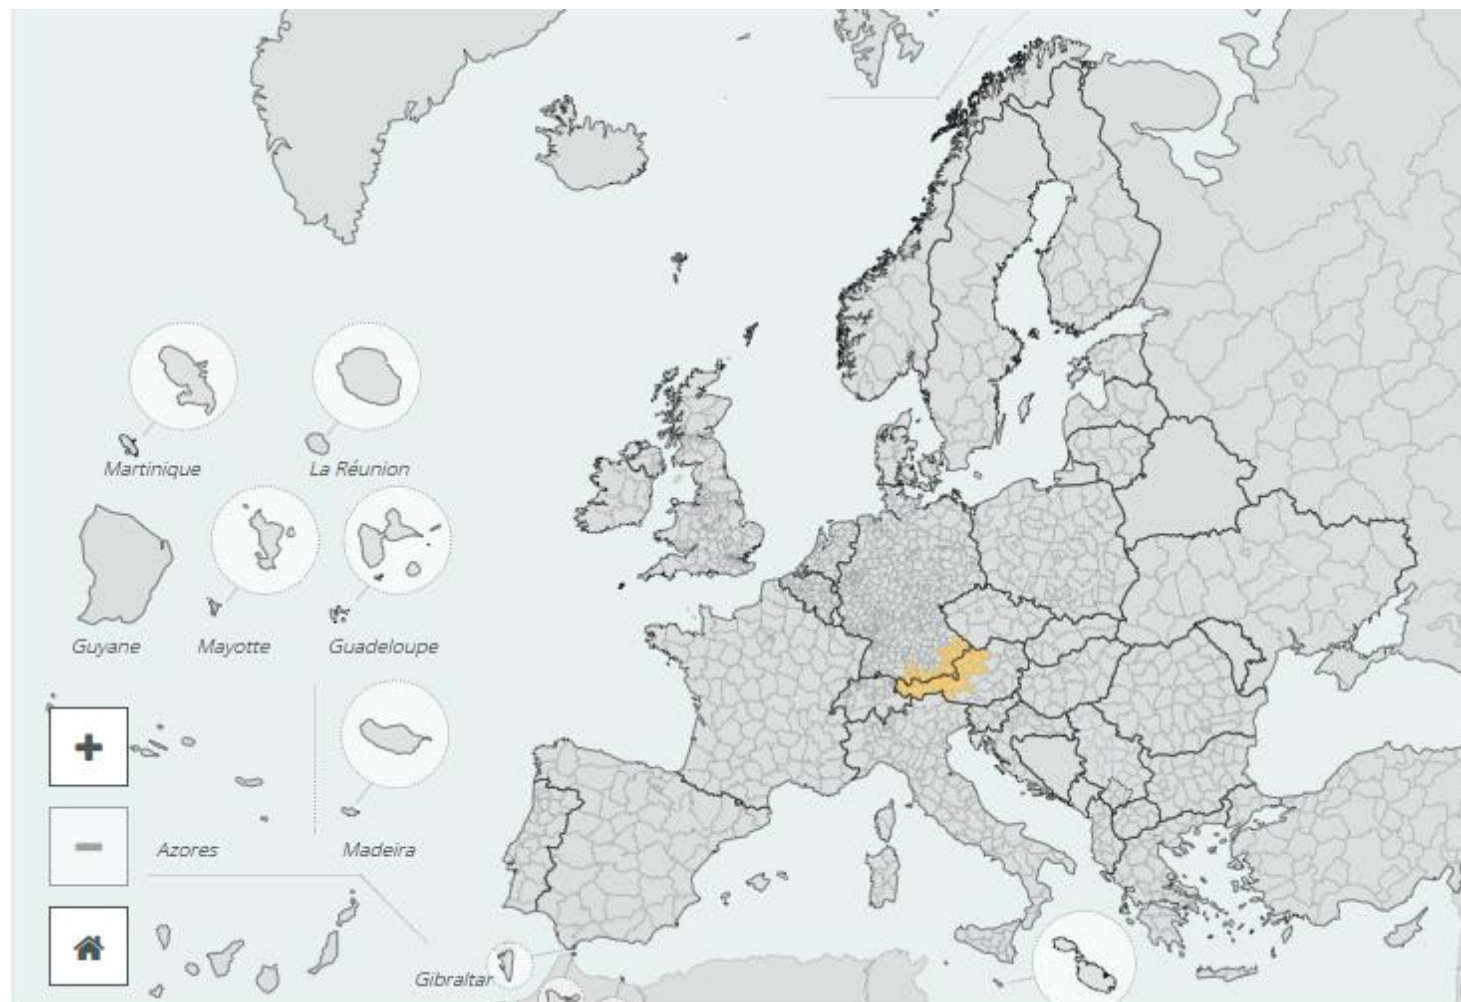 Martinique
La Réunion
Guyane
Mayotte
Guadeloupe
Azores
Madeira
Gibraltar